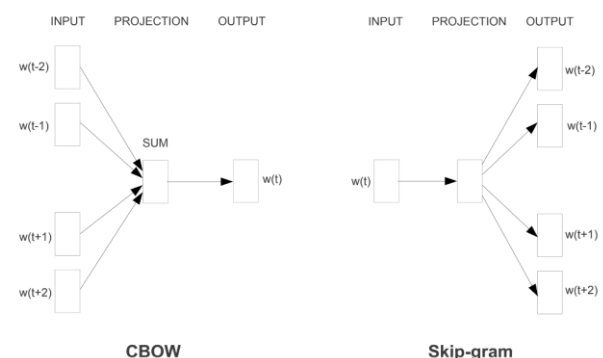 INPUT PROJECTION OUTPUT
w(t-2)
w(t-1)
SUM
w(t)
w(t+1)
w(t+2)
CBOW
INPUT PROJECTION OUTPUT
w(t-2)
w(t-1)
w(t)
w(t+1)
w(t+2)
Skip-gram